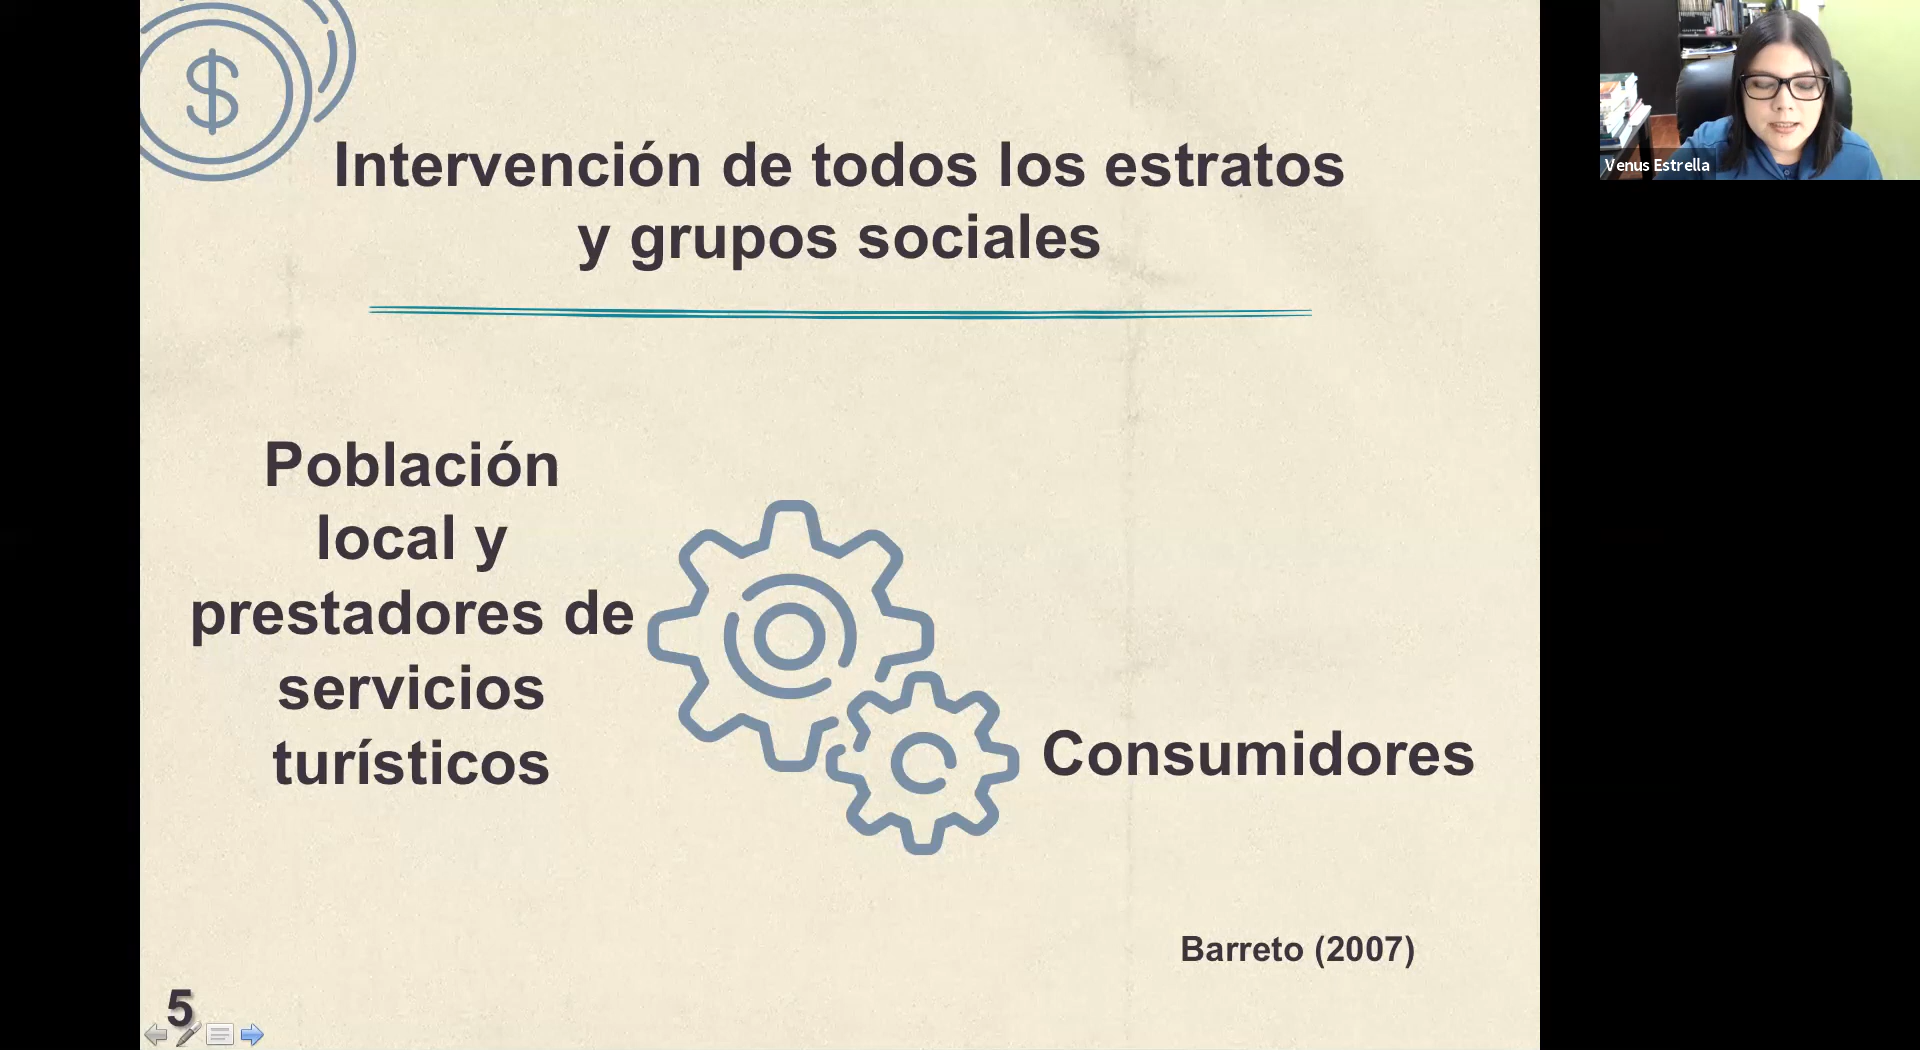 $
Intervención de todos los estratos
y grupos sociales
Población
local y
prestadores de
servicios
turísticos
Consumidores
Barreto (2007)
5
Venus Estrella